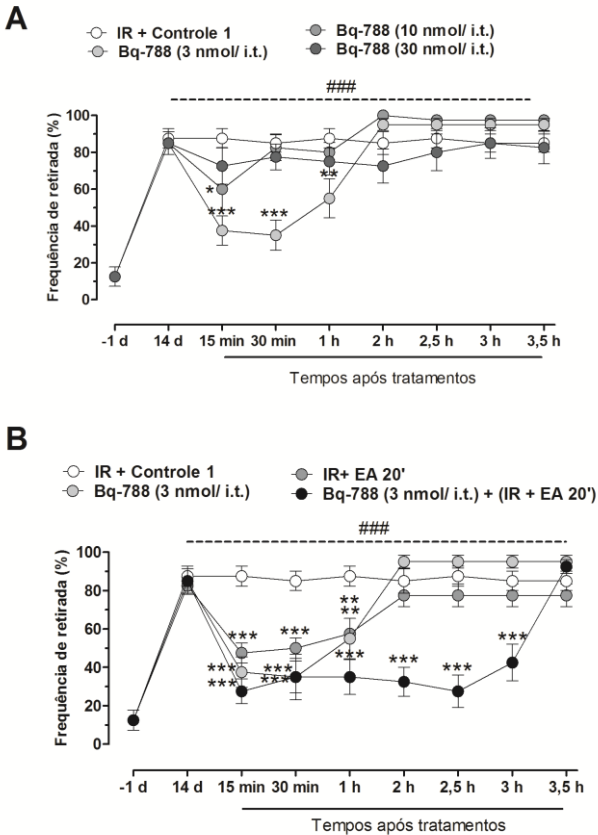 A
IR + Controle 1
Bq-788 (3 nmol/ i.t.)
Bq-788 (10 nmol/ i.t.)
Bq-788 (30 nmol/ i.t.)
###
Frequência de retirada (%)
100
80
60
40
20
0
*
***
***
**
-1 d 14 d 15 min 30 min 1 h 2 h 2,5 h 3 h 3,5 h
Tempos após tratamentos
B
IR + Controle 1
Bq-788 (3 nmol/ i.t.)
IR+ EA 20'
Bq-788 (3 nmol/ i.t.) + (IR + EA 20')
###
Frequência de retirada (%)
100
80
60
40
20
0
**
**
*** ***
*** *** *** *** *** ***
*** ***
-1 d 14 d 15 min 30 min 1 h 2 h 2,5 h 3 h 3,5 h
Tempos após tratamentos